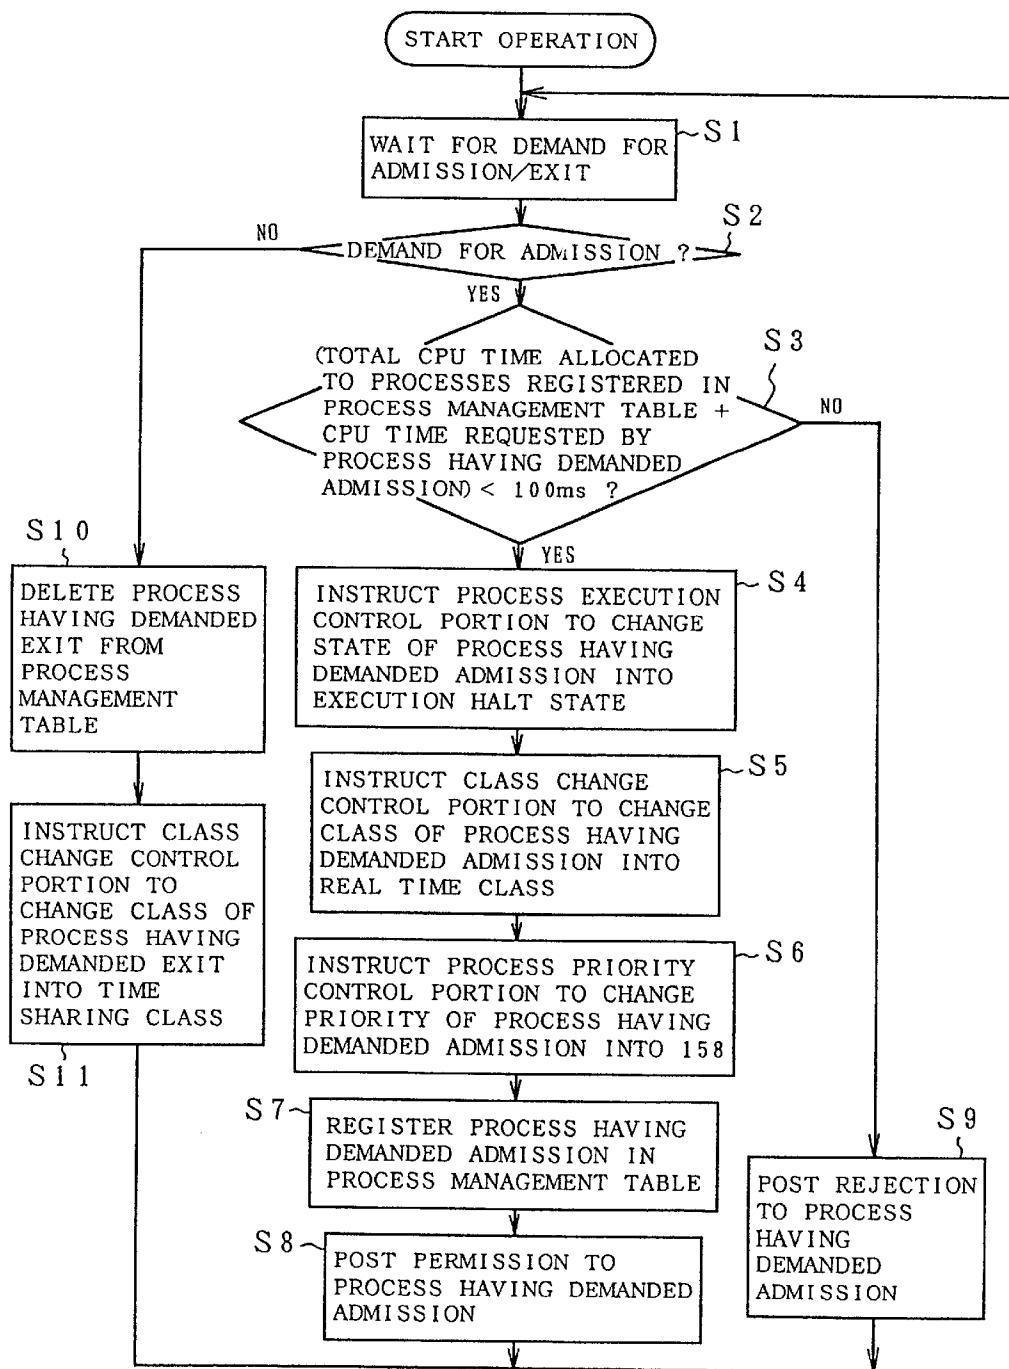 START OPERATION
S1
WAIT FOR DEMAND FOR
ADMISSION/EXIT
S2
NO
DEMAND FOR ADMISSION ?
YES
S3
(TOTAL CPU TIME ALLOCATED
TO PROCESSES REGISTERED IN
PROCESS MANAGEMENT TABLE +
CPU TIME REQUESTED BY
PROCESS HAVING DEMANDED
ADMISSION) < 100ms ?
NO
YES
S10
DELETE PROCESS
HAVING DEMANDED
EXIT FROM
PROCESS
MANAGEMENT
TABLE
S4
INSTRUCT PROCESS EXECUTION
CONTROL PORTION TO CHANGE
STATE OF PROCESS HAVING
DEMANDED ADMISSION INTO
EXECUTION HALT STATE
S5
INSTRUCT CLASS CHANGE
CONTROL PORTION TO CHANGE
CLASS OF PROCESS HAVING
DEMANDED ADMISSION INTO
REAL TIME CLASS
INSTRUCT CLASS
CHANGE CONTROL
PORTION TO
CHANGE CLASS OF
PROCESS HAVING
DEMANDED EXIT
INTO TIME
SHARING CLASS
S11
S6
INSTRUCT PROCESS PRIORITY
CONTROL PORTION TO CHANGE
PRIORITY OF PROCESS HAVING
DEMANDED ADMISSION INTO 158
S7
REGISTER PROCESS HAVING
DEMANDED ADMISSION IN
PROCESS MANAGEMENT TABLE
S9
POST REJECTION
TO PROCESS
HAVING
DEMANDED
ADMISSION
S8
POST PERMISSION TO
PROCESS HAVING DEMANDED
ADMISSION